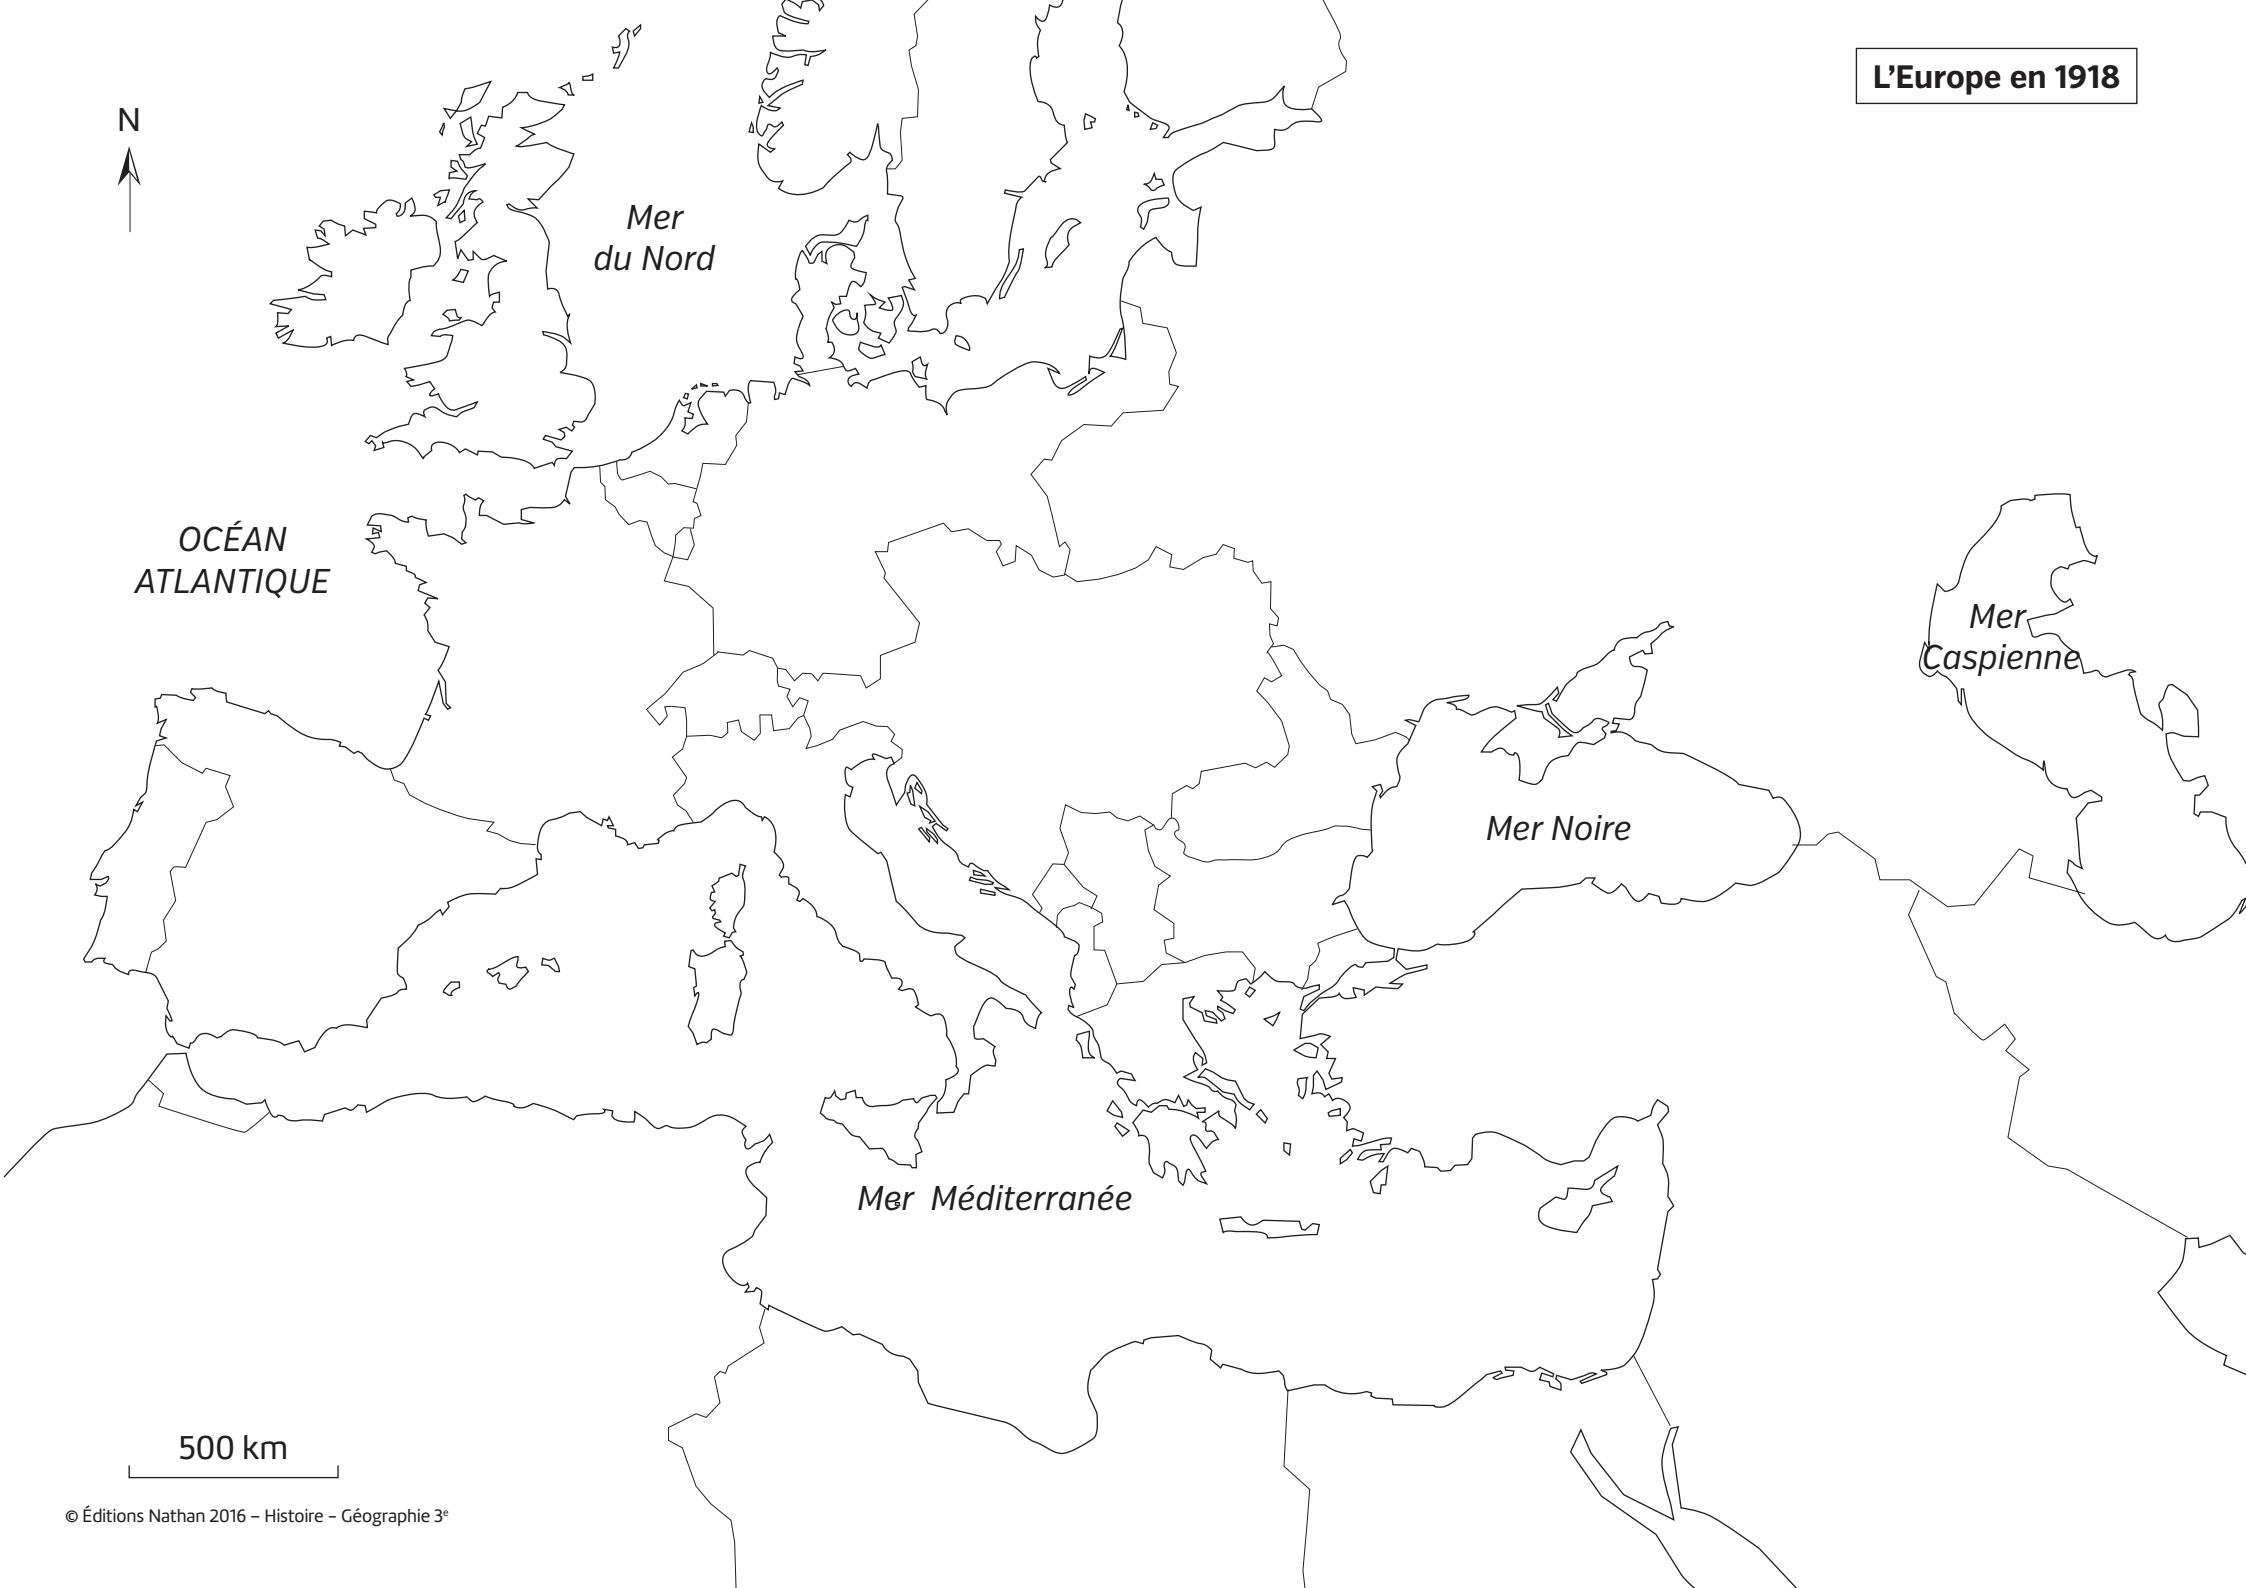 L’Europe en 1918
N
Mer
du Nord
OCÉAN
ATLANTIQUE
Mer
Caspienne
Mer Noire
Mer Méditerranée
500 km
© Éditions Nathan 2016 – Histoire – Géographie 3e